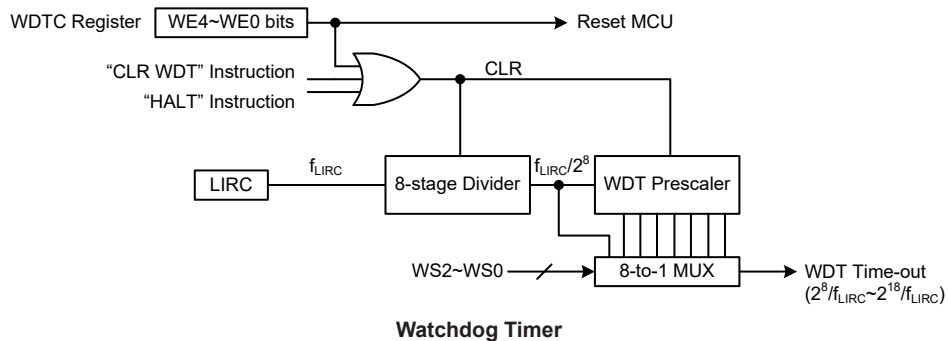 WDTC Register WE4~WE0 bits Reset MCU
“CLR WDT” Instruction
CLR
“HALT” Instruction
LIRC
fLIRC
8-stage Divider
fLIRC/2⁸
WDT Prescaler
WS2~WS0
8-to-1 MUX
WDT Time-out
(2⁸/fLIRC~2¹⁸/fLIRC)
Watchdog Timer